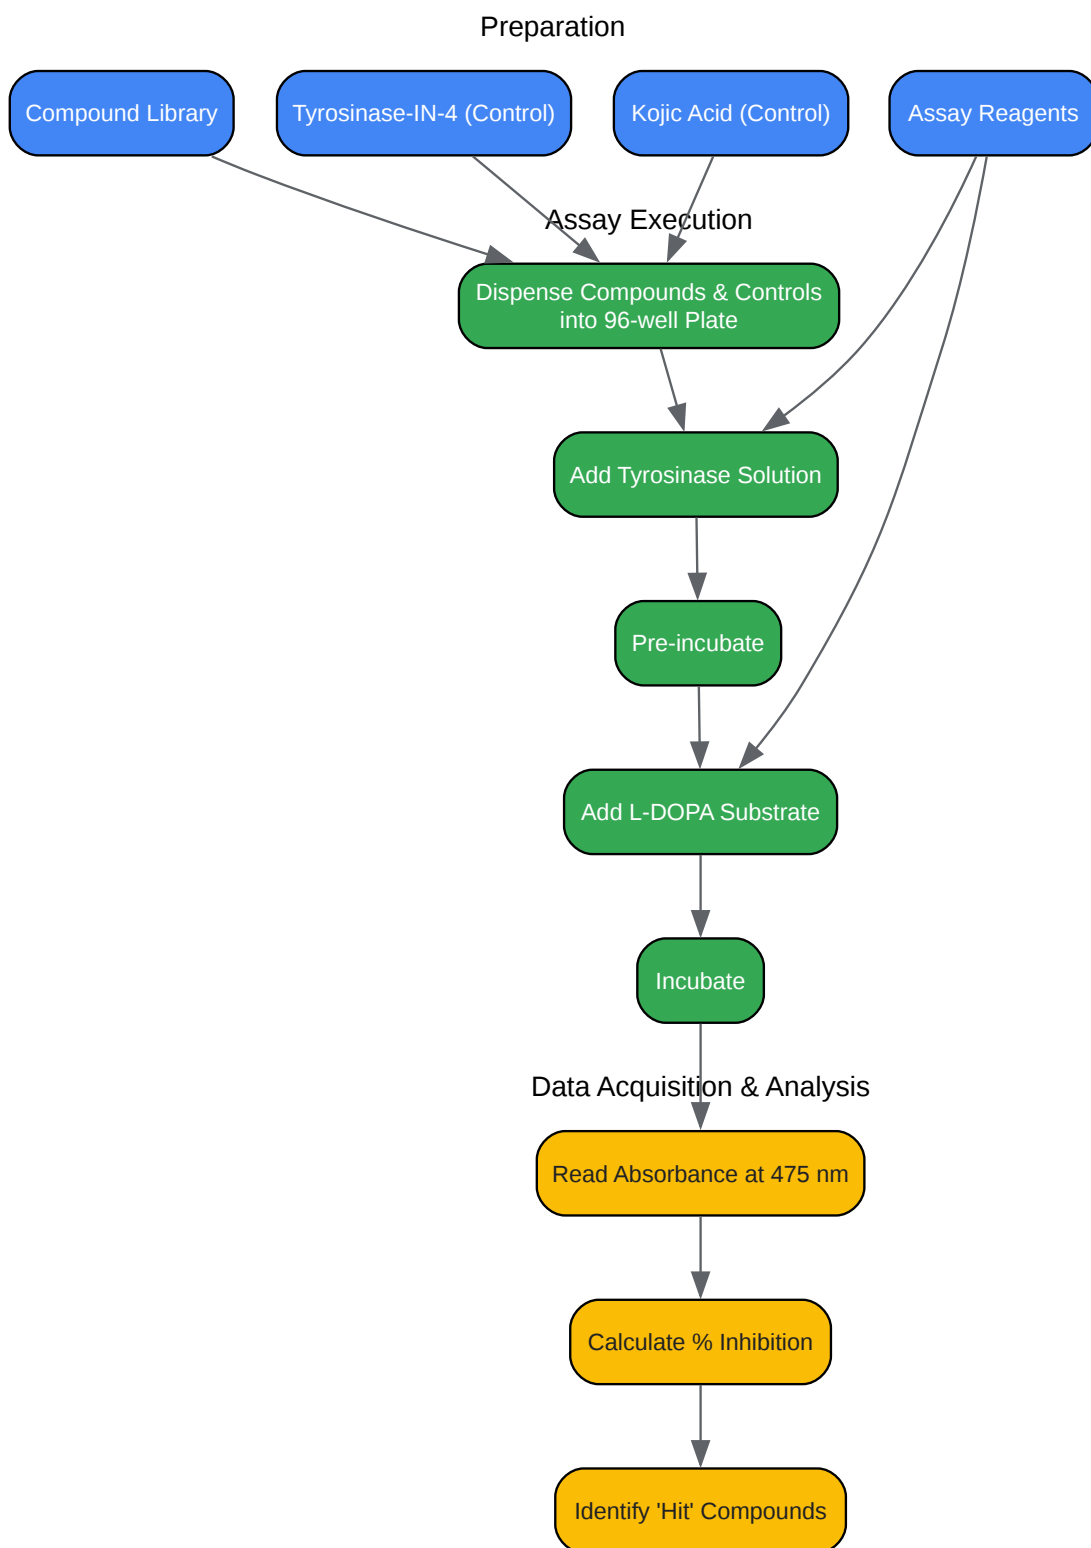 Preparation
Compound Library
Tyrosinase-IN-4 (Control)
Kojic Acid (Control)
Assay Reagents
Assay Execution
Dispense Compounds & Controls
into 96-well Plate
Add Tyrosinase Solution
Pre-incubate
Add L-DOPA Substrate
Incubate
Data Acquisition & Analysis
Read Absorbance at 475 nm
Calculate % Inhibition
Identify 'Hit' Compounds